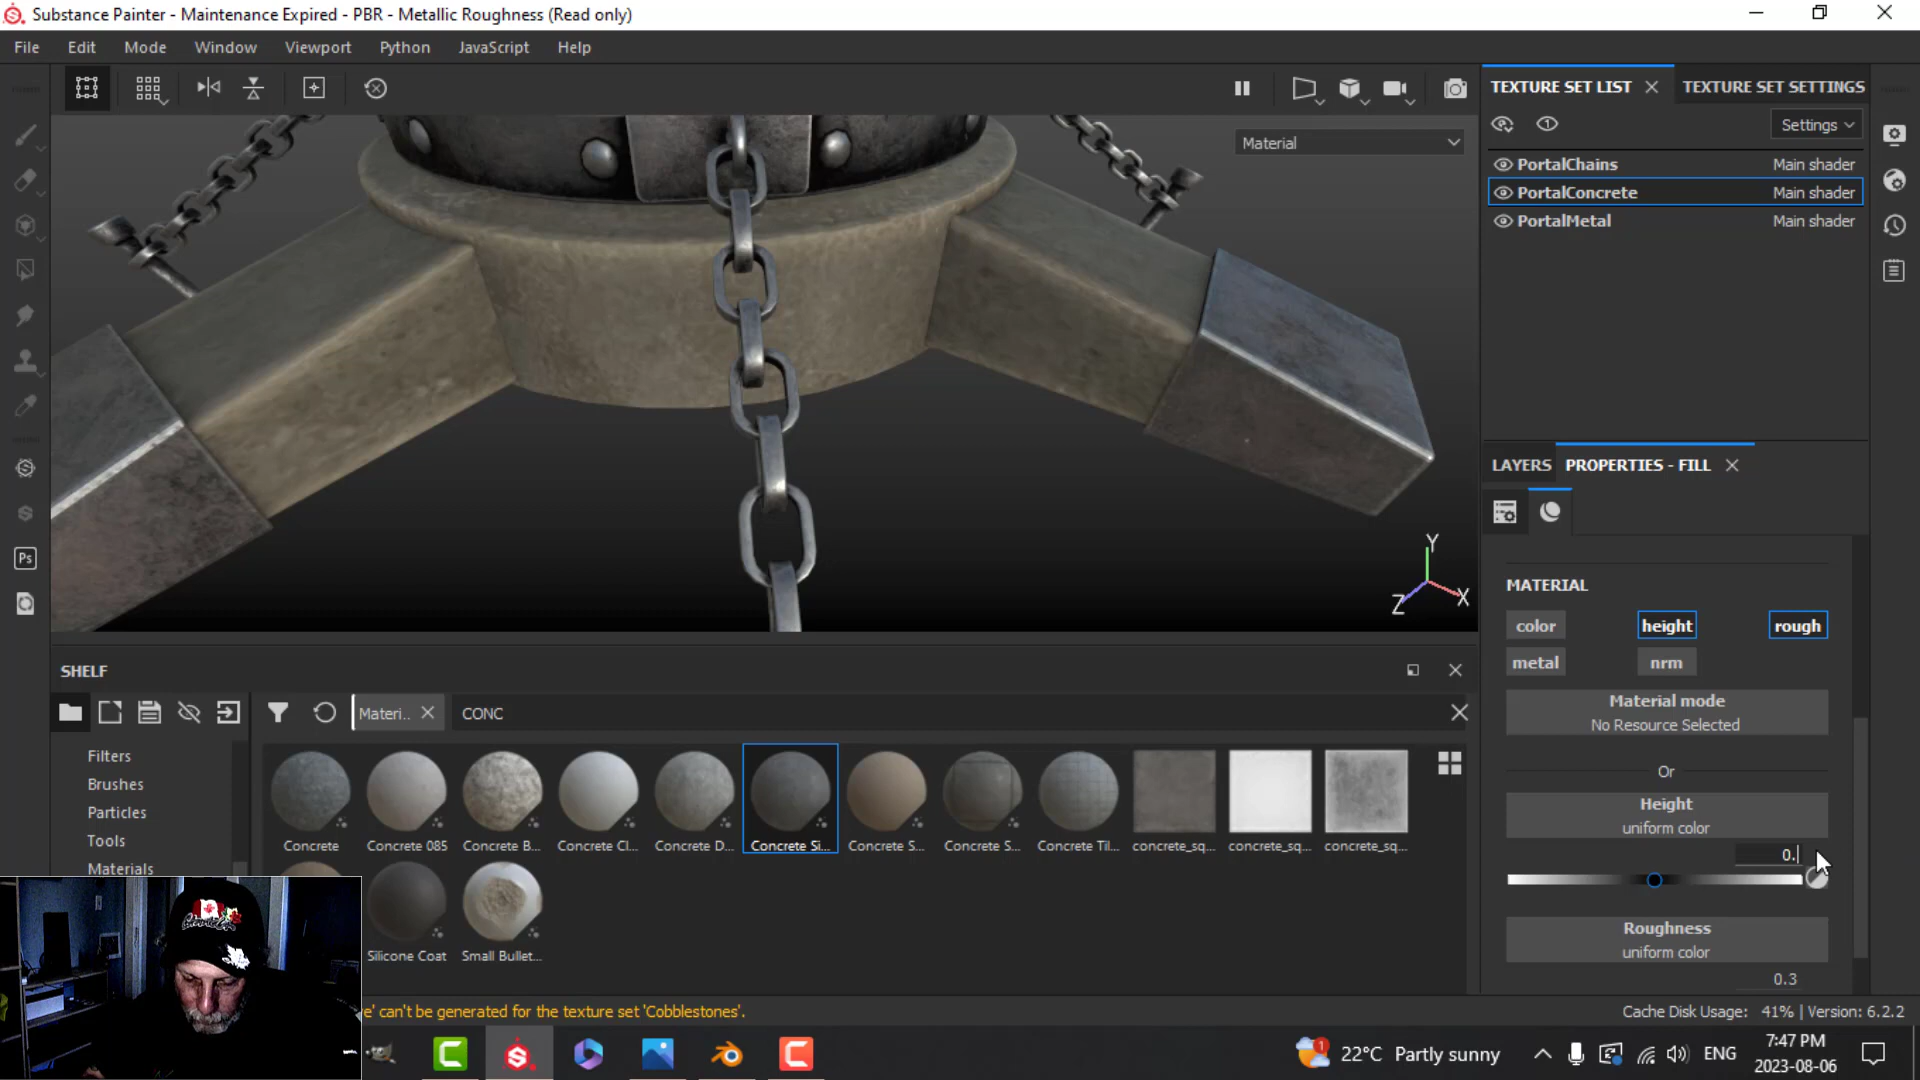 Substance Painter - Maintenance Expired - PBR - Metallic Roughness (Read only)
File Edit Mode Window Viewport Python JavaScript Help
TEXTURE SET LIST TEXTURE SET SETTINGS
Settings
Material
PortalChains Main shader
PortalConcrete Main shader
PortalMetal Main shader
LAYERS PROPERTIES - FILL
Y
Z X
MATERIAL
color height rough
metal nrm
Material mode
No Resource Selected
Or
Height
uniform color
0.
Roughness
uniform color
0.3
SHELF
Ps
Materi.. CONC
Filters
Brushes
Particles
Tools
Materials
Concrete Concrete 085 Concrete B... Concrete Cl... Concrete D... Concrete Si... Concrete S... Concrete S... Concrete Til... concrete_sq... concrete_sq... concrete_sq...
Silicone Coat Small Bullet...
e' can't be generated for the texture set 'Cobblestones'.
Cache Disk Usage: 41% | Version: 6.2.2
22°C Partly sunny
ENG
7:47 PM
2023-08-06